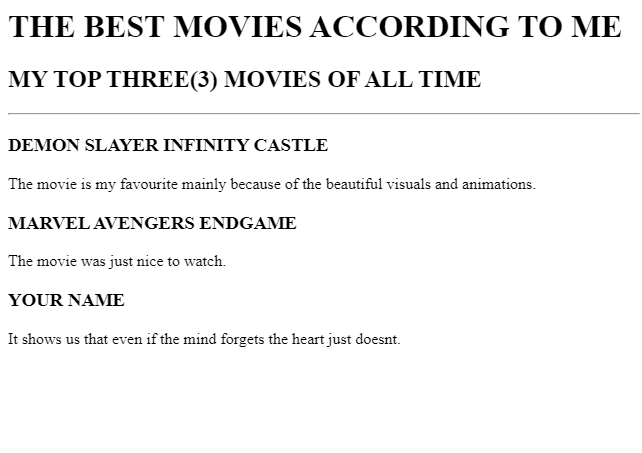 THE BEST MOVIES ACCORDING TO ME
MY TOP THREE(3) MOVIES OF ALL TIME
DEMON SLAYER INFINITY CASTLE
The movie is my favourite mainly because of the beautiful visuals and animations.
MARVEL AVENGERS ENDGAME
The movie was just nice to watch.
YOUR NAME
It shows us that even if the mind forgets the heart just doesnt.